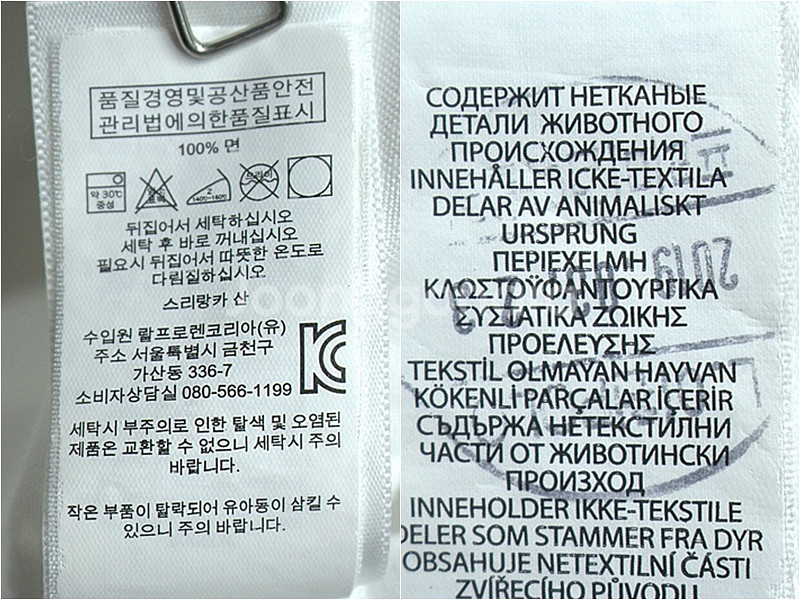 품질경영및공산품안전
관리법에의한품질표시
100% 면
약 30℃
중성
염소
표백
2
140℃~160℃
드라이
뒤집어서 세탁하십시오
세탁 후 바로 꺼내십시오
필요시 뒤집어서 따뜻한 온도로
다림질하십시오
스리랑카 산
수입원 랄프로렌코리아(유)
주소 서울특별시 금천구
가산동 336-7
소비자상담실 080-566-1199
세탁시 부주의로 인한 탈색 및 오염된
제품은 교환할 수 없으니 세탁시 주의
바랍니다.
작은 부품이 탈락되어 유아동이 삼킬 수
있으니 주의 바랍니다.
СОДЕРЖИТ НЕТКАНЫЕ
ДЕТАЛИ ЖИВОТНОГО
ПРОИСХОЖДЕНИЯ
INNEHÅLLER ICKE-TEXTILA
DELAR AV ANIMALISKT
URSPRUNG
ΠΕΡΙΕΧΕΙ ΜΗ
ΚΛΩΣΤΟΫΦΑΝΤΟΥΡΓΙΚΑ
ΣΥΣΤΑΤΙΚΑ ΖΩΙΚΗΣ
ΠΡΟΕΛΕΥΣΗΣ
TEKSTİL OLMAYAN HAYVAN
KÖKENLİ PARÇALAR İÇERİR
СЪДЪРЖА НЕТЕКСТИЛНИ
ЧАСТИ ОТ ЖИВОТИНСКИ
ПРОИЗХОД
INNEHOLDER IKKE-TEKSTILE
DELER SOM STAMMER FRA DYR
OBSAHUJE NETEXTILNÍ ČÁSTI
ZVÍŘECÍHO PŮVODU
2019